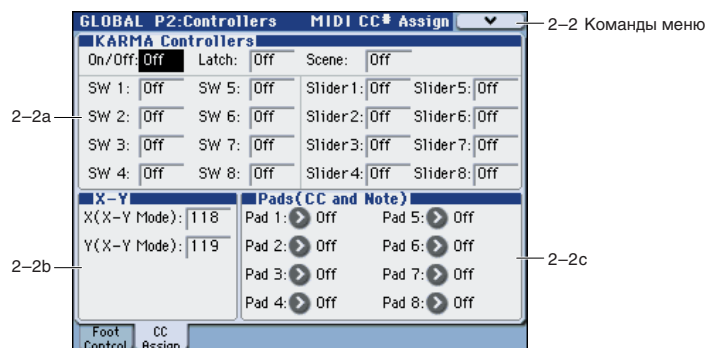 GLOBAL P2:Controllers MIDI CC# Assign
2–2 Команды меню
KARMA Controllers
On/Off: Off Latch: Off Scene: Off
SW 1: Off SW 5: Off Slider1: Off Slider5: Off
2–2a
SW 2: Off SW 6: Off Slider2: Off Slider6: Off
SW 3: Off SW 7: Off Slider3: Off Slider7: Off
SW 4: Off SW 8: Off Slider4: Off Slider8: Off
X-Y Pads(CC and Note)
X(X-Y Mode): 118 Pad 1: Off Pad 5: Off
Y(X-Y Mode): 119 Pad 2: Off Pad 6: Off
2–2b
2–2c
Pad 3: Off Pad 7: Off
Pad 4: Off Pad 8: Off
Foot Control
CC Assign